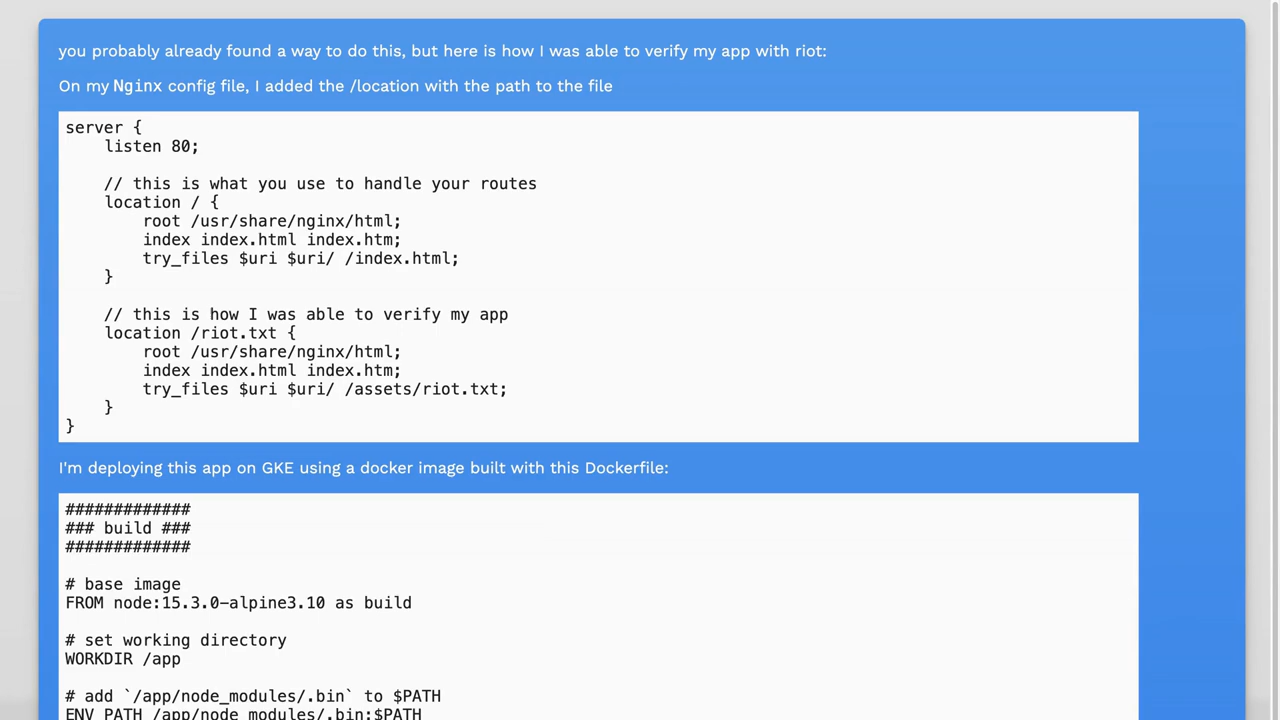 you probably already found a way to do this, but here is how I was able to verify my app with riot:
On my Nginx config file, I added the /location with the path to the file
server {
    listen 80;

    // this is what you use to handle your routes
    location / {
        root /usr/share/nginx/html;
        index index.html index.htm;
        try_files $uri $uri/ /index.html;
    }

    // this is how I was able to verify my app
    location /riot.txt {
        root /usr/share/nginx/html;
        index index.html index.htm;
        try_files $uri $uri/ /assets/riot.txt;
    }
}
I'm deploying this app on GKE using a docker image built with this Dockerfile:
#############
### build ###
#############

# base image
FROM node:15.3.0-alpine3.10 as build

# set working directory
WORKDIR /app

# add `/app/node_modules/.bin` to $PATH
ENV PATH /app/node_modules/.bin:$PATH